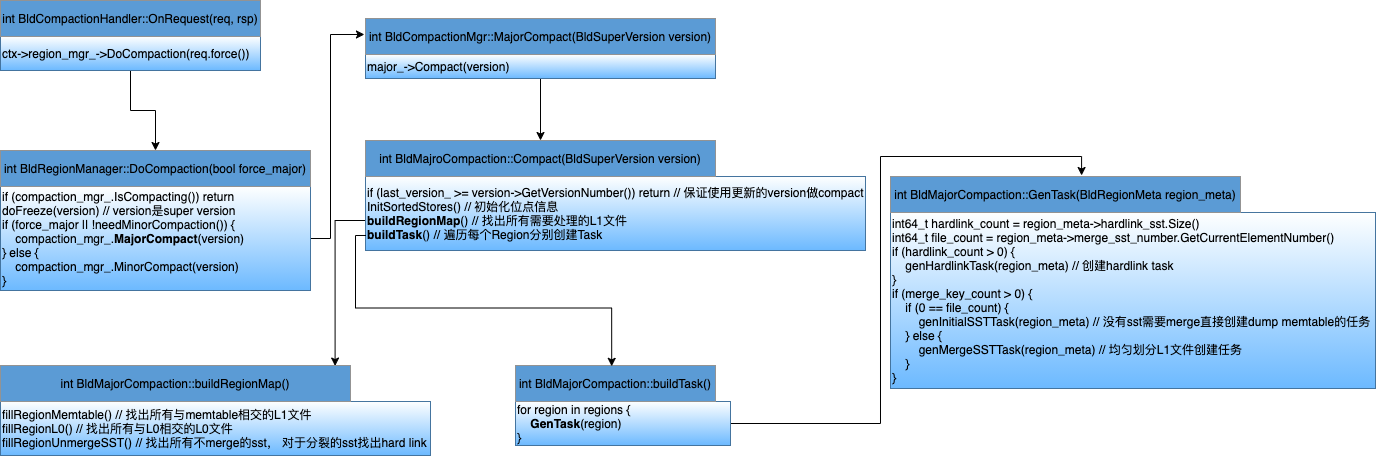 int BldCompactionHandler::OnRequest(req, rsp)
ctx->region_mgr_->DoCompaction(req.force())
int BldRegionManager::DoCompaction(bool force_major)
if (compaction_mgr_.IsCompacting()) return
doFreeze(version) // version是super version
if (force_major || !needMinorCompaction()) {
compaction_mgr_.MajorCompact(version)
} else {
compaction_mgr_.MinorCompact(version)
}
int BldCompactionMgr::MajorCompact(BldSuperVersion version)
major_->Compact(version)
int BldMajroCompaction::Compact(BldSuperVersion version)
if (last_version_ >= version->GetVersionNumber()) return // 保证使用更新的version做compact
InitSortedStores() // 初始化位点信息
buildRegionMap() // 找出所有需要处理的L1文件
buildTask() // 遍历每个Region分别创建Task
int BldMajorCompaction::buildRegionMap()
fillRegionMemtable() // 找出所有与memtable相交的L1文件
fillRegionL0() // 找出所有与L0相交的L0文件
fillRegionUnmergeSST() // 找出所有不merge的sst， 对于分裂的sst找出hard link
int BldMajorCompaction::buildTask()
for region in regions {
GenTask(region)
}
int BldMajorCompaction::GenTask(BldRegionMeta region_meta)
int64_t hardlink_count = region_meta->hardlink_sst.Size()
int64_t file_count = region_meta->merge_sst_number.GetCurrentElementNumber()
if (hardlink_count > 0) {
genHardlinkTask(region_meta) // 创建hardlink task
}
if (merge_key_count > 0) {
if (0 == file_count) {
genInitialSSTTask(region_meta) // 没有sst需要merge直接创建dump memtable的任务
} else {
genMergeSSTTask(region_meta) // 均匀划分L1文件创建任务
}
}